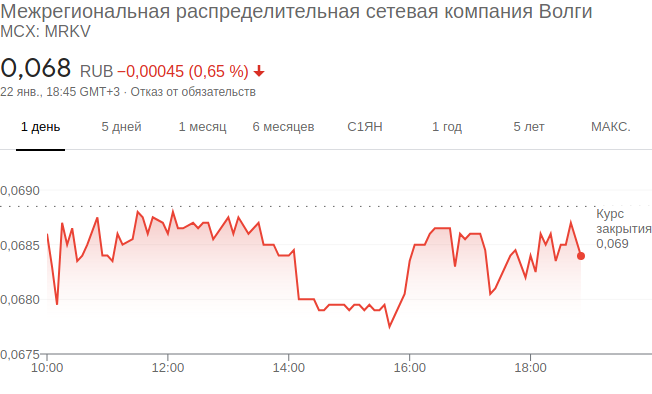 Межрегиональная распределительная сетевая компания Волги
MCX: MRKV
0,068 RUB −0,00045 (0,65 %)
22 янв., 18:45 GMT+3 · Отказ от обязательств
1 день 5 дней 1 месяц 6 месяцев С1ЯН 1 год 5 лет МАКС.
0,0690
Курс
закрытия
0,069
0,0685
0,0680
0,0675
10:00 12:00 14:00 16:00 18:00